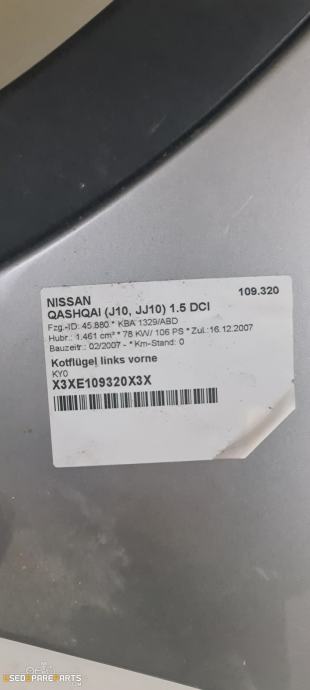 NISSAN 109.320
QASHQAI (J10, JJ10) 1.5 DCI
Fzg.-ID: 45.880 * KBA 1329/ABD
Hubr.: 1.461 cm³ * 78 KW/ 106 PS * Zul.:16.12.2007
Bauzeitr.: 02/2007 - * Km-Stand: 0
Kotflügel links vorne
KY0
X3XE109320X3X
USEDSPAREPARTS
.COM